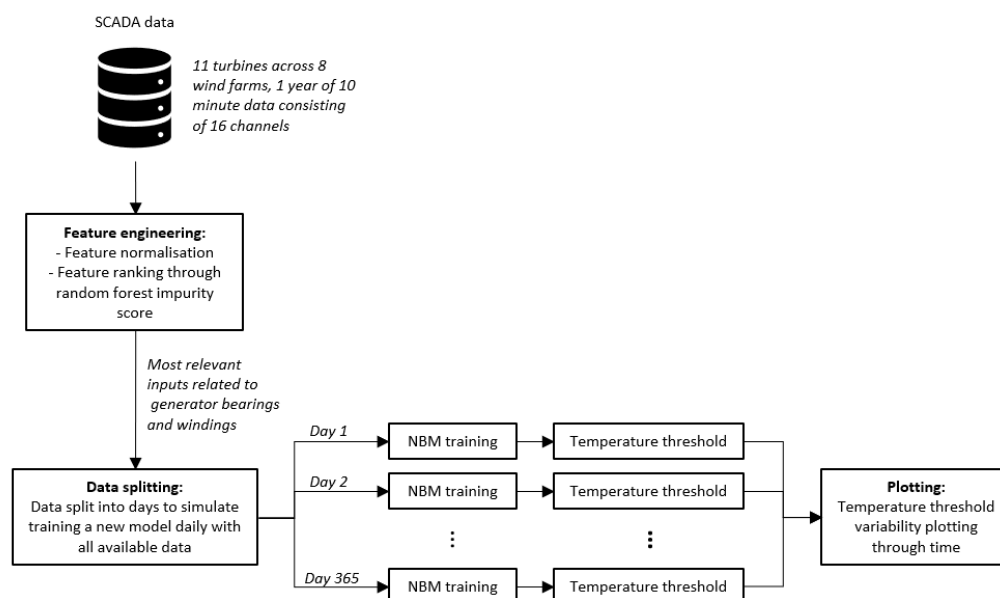 SCADA data
11 turbines across 8
wind farms, 1 year of 10
minute data consisting
of 16 channels
Feature engineering:
- Feature normalisation
- Feature ranking through
random forest impurity
score
Most relevant
inputs related to
generator bearings
and windings
Data splitting:
Data split into days to simulate
training a new model daily with
all available data
Day 1
NBM training
Temperature threshold
Day 2
NBM training
Temperature threshold
⋮
⋮
Day 365
NBM training
Temperature threshold
Plotting:
Temperature threshold
variability plotting
through time